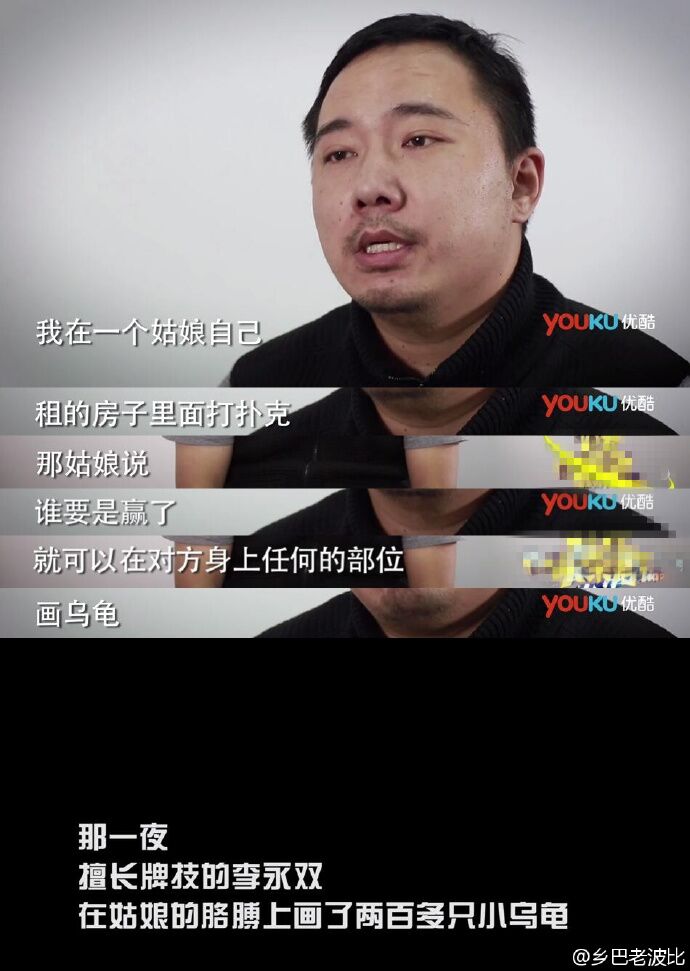 我在一个姑娘自己
YOUKU优酷
租的房子里面打扑克
YOUKU优酷
那姑娘说
谁要是赢了
YOUKU优酷
就可以在对方身上任何的部位
画乌龟
YOUKU优酷
那一夜
擅长牌技的李永双
在姑娘的胳膊上画了两百多只小乌龟
@乡巴老波比